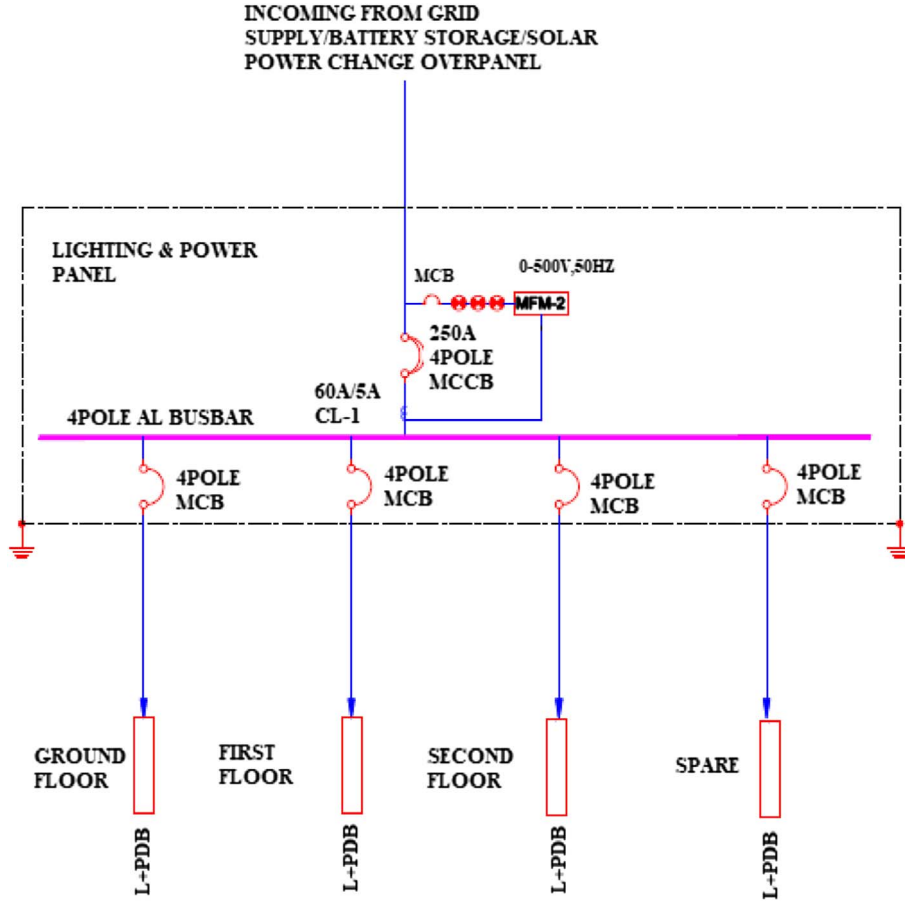 INCOMING FROM GRID
SUPPLY/BATTERY STORAGE/SOLAR
POWER CHANGE OVERPANEL
LIGHTING & POWER
PANEL
MCB
0-500V,50HZ
MFM-2
250A
4POLE
MCCB
60A/5A
CL-1
4POLE AL BUSBAR
4POLE
MCB
4POLE
MCB
4POLE
MCB
4POLE
MCB
GROUND
FLOOR
FIRST
FLOOR
SECOND
FLOOR
SPARE
L+PDB
L+PDB
L+PDB
L+PDB